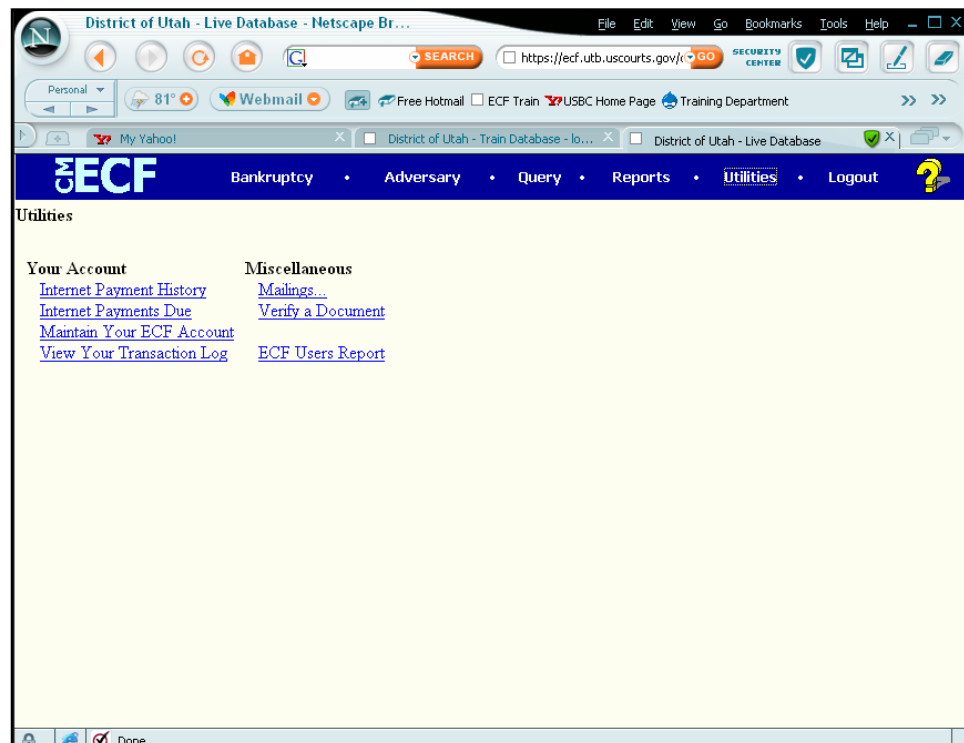 District of Utah - Live Database - Netscape Br...
File Edit View Go Bookmarks Tools Help
N
G SEARCH https://ecf.utb.uscourts.gov/c GO SECURITY CENTER
Personal 81° Webmail Free Hotmail ECF Train USBC Home Page Training Department
My Yahoo! District of Utah - Train Database - lo... District of Utah - Live Database
CM ECF Bankruptcy • Adversary • Query • Reports • Utilities • Logout ?
Utilities
Your Account Miscellaneous
Internet Payment History Mailings...
Internet Payments Due Verify a Document
Maintain Your ECF Account
View Your Transaction Log ECF Users Report
Done